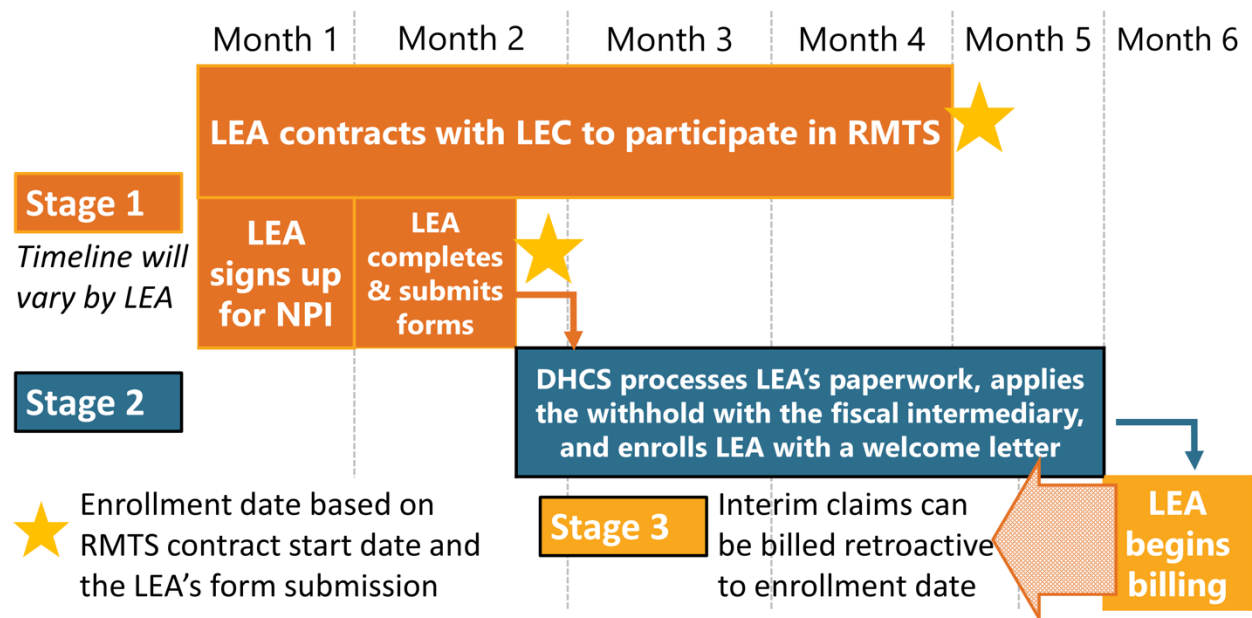 Month 1 Month 2 Month 3 Month 4 Month 5 Month 6
LEA contracts with LEC to participate in RMTS
Stage 1
Timeline will
vary by LEA
LEA
signs up
for NPI
LEA
completes
& submits
forms
Stage 2
DHCS processes LEA's paperwork, applies
the withhold with the fiscal intermediary,
and enrolls LEA with a welcome letter
Enrollment date based on
RMTS contract start date and
the LEA's form submission
Stage 3
Interim claims can
be billed retroactive
to enrollment date
LEA
begins
billing